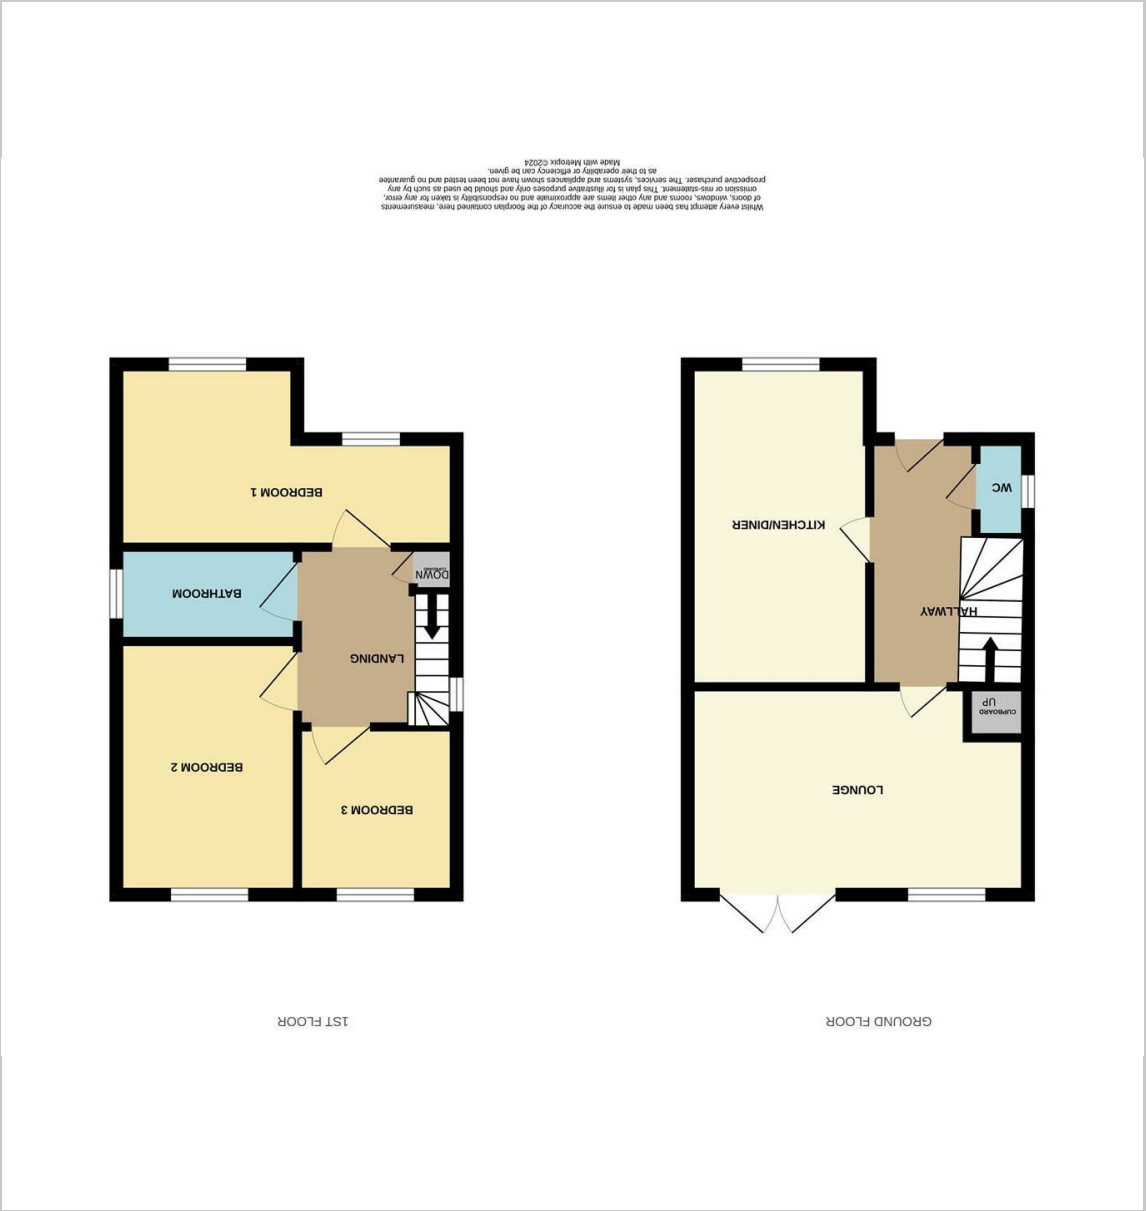 GROUND FLOOR
1ST FLOOR
LOUNGE
CUPBOARD
UP
HALLWAY
KITCHEN/DINER
WC
BEDROOM 3
BEDROOM 2
LANDING
BATHROOM
DOWN
CUPBOARD
BEDROOM 1
Whilst every attempt has been made to ensure the accuracy of the floorplan contained here, measurements
of doors, windows, rooms and any other items are approximate and no responsibility is taken for any error,
omission or mis-statement. This plan is for illustrative purposes only and should be used as such by any
prospective purchaser. The services, systems and appliances shown have not been tested and no guarantee
as to their operability or efficiency can be given.
Made with Metropix ©2024